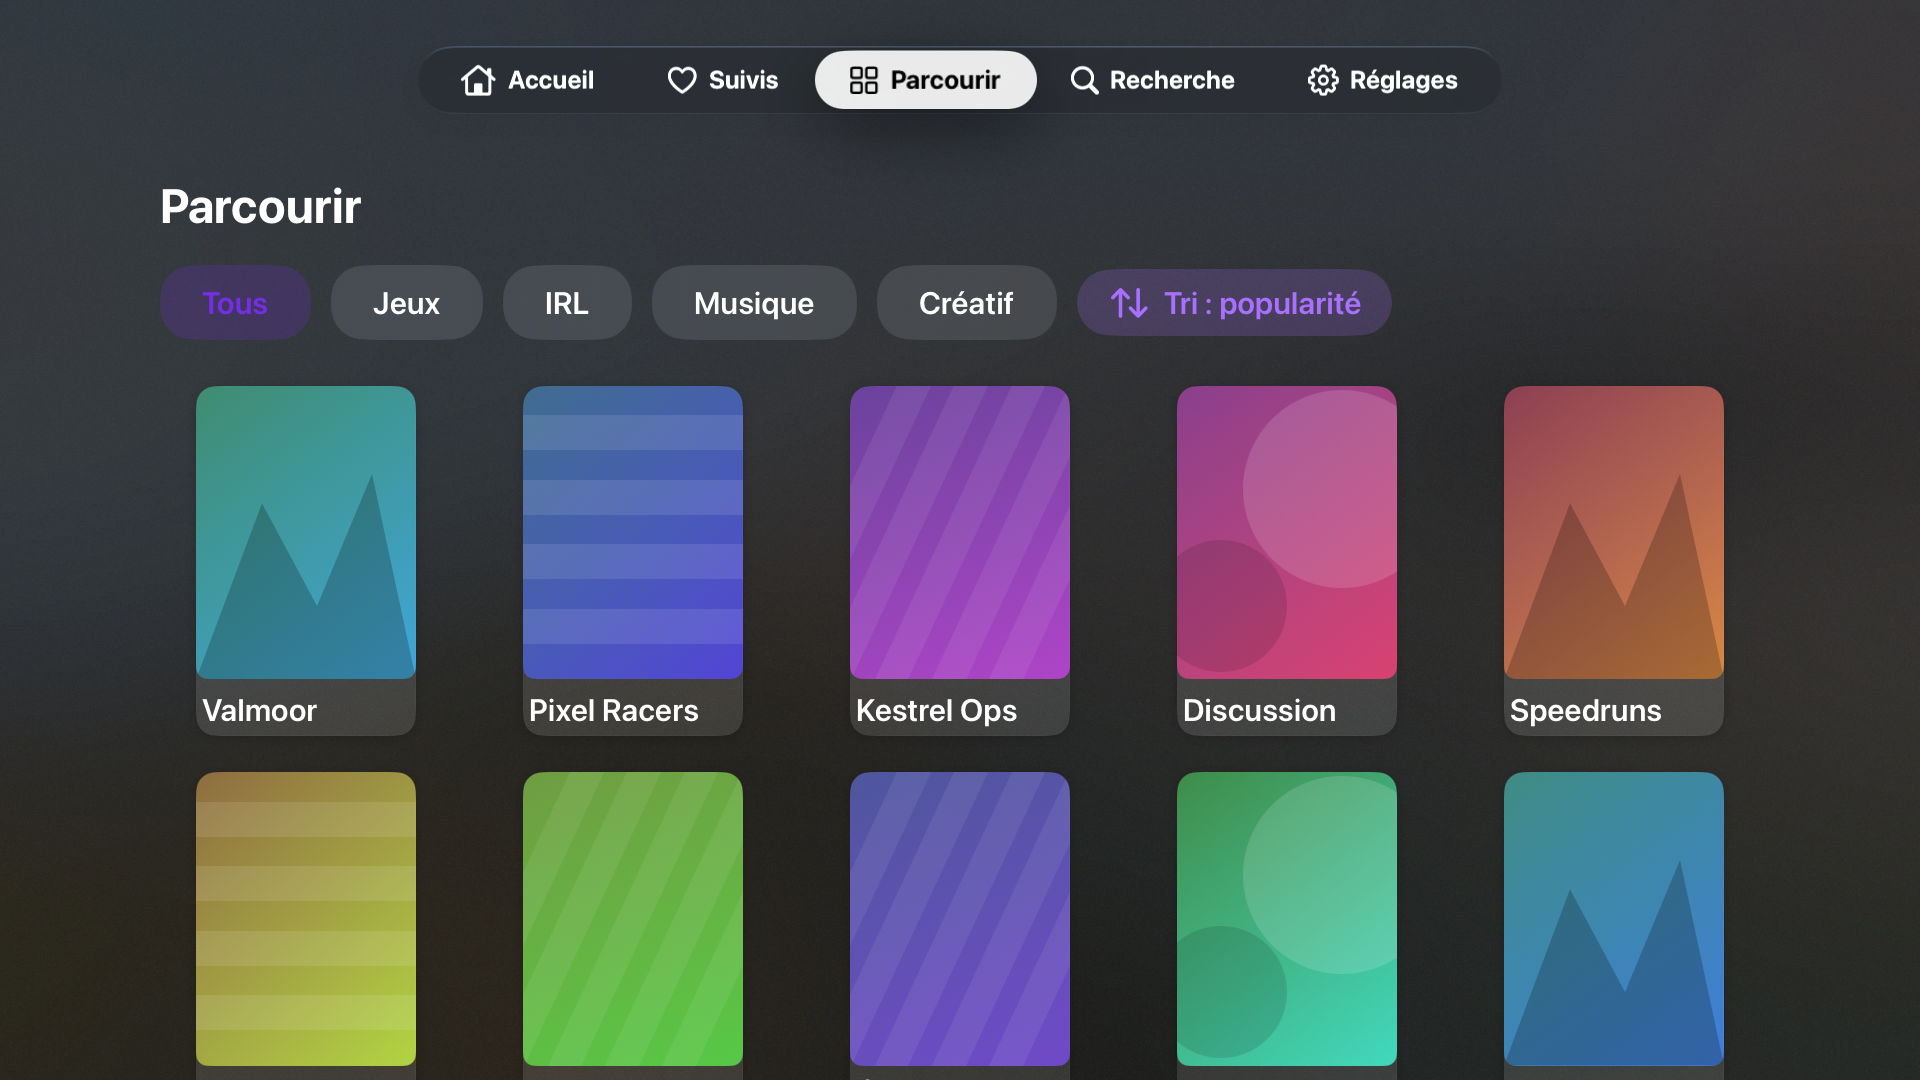 Accueil
Suivis
Parcourir
Recherche
Réglages
Parcourir
Tous
Jeux
IRL
Musique
Créatif
Tri : popularité
Valmoor
Pixel Racers
Kestrel Ops
Discussion
Speedruns